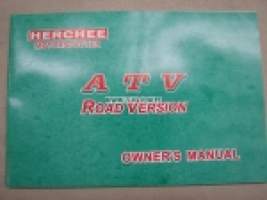 HERCHEE
ATV
ROAD VERSION
OWNER'S MANUAL